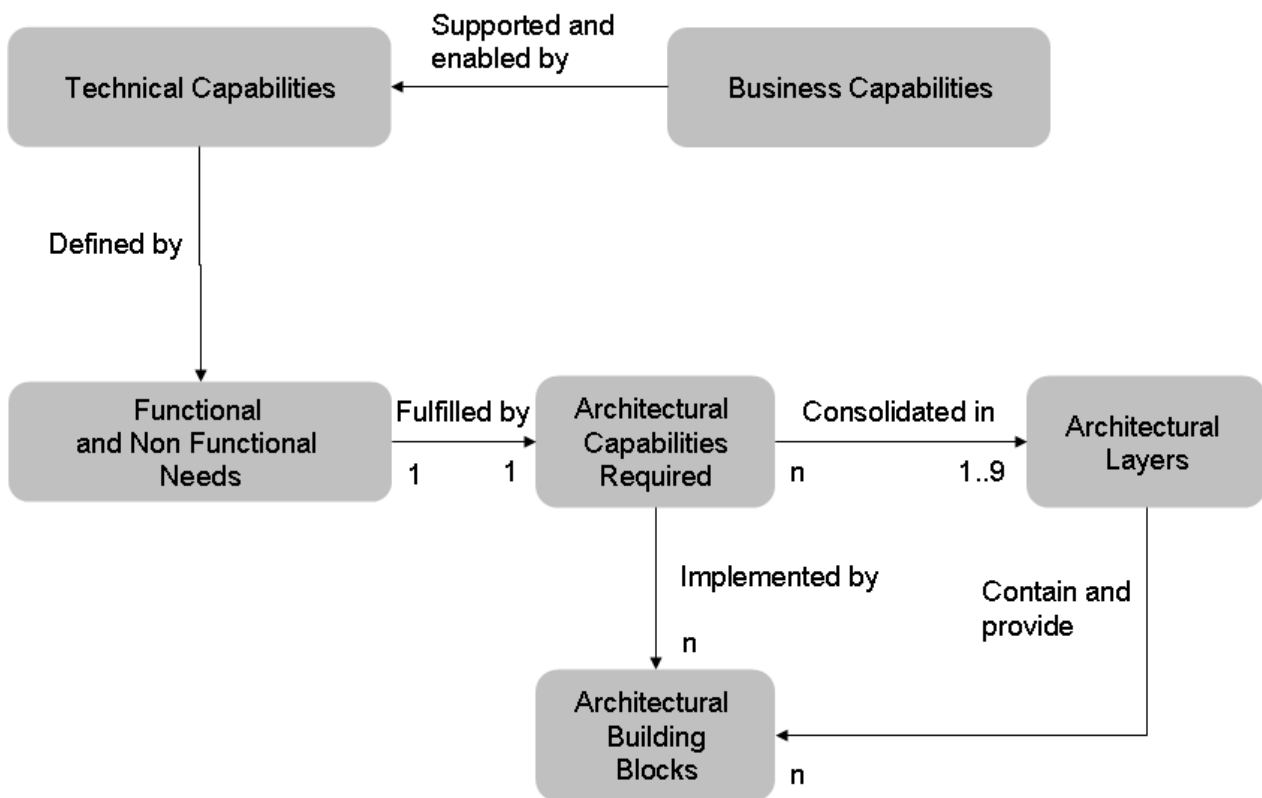 Supported and
enabled by
Technical Capabilities
Business Capabilities
Defined by
Functional
and Non Functional
Needs
Fulfilled by
1
1
Architectural
Capabilities
Required
Consolidated in
n
1..9
Architectural
Layers
Implemented by
n
Contain and
provide
Architectural
Building
Blocks
n